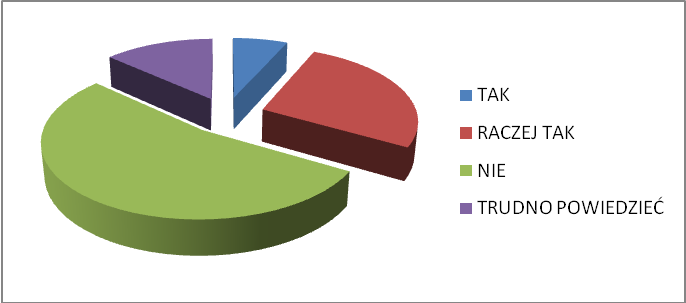 TAK
RACZEJ TAK
NIE
TRUDNO POWIEDZIEĆ